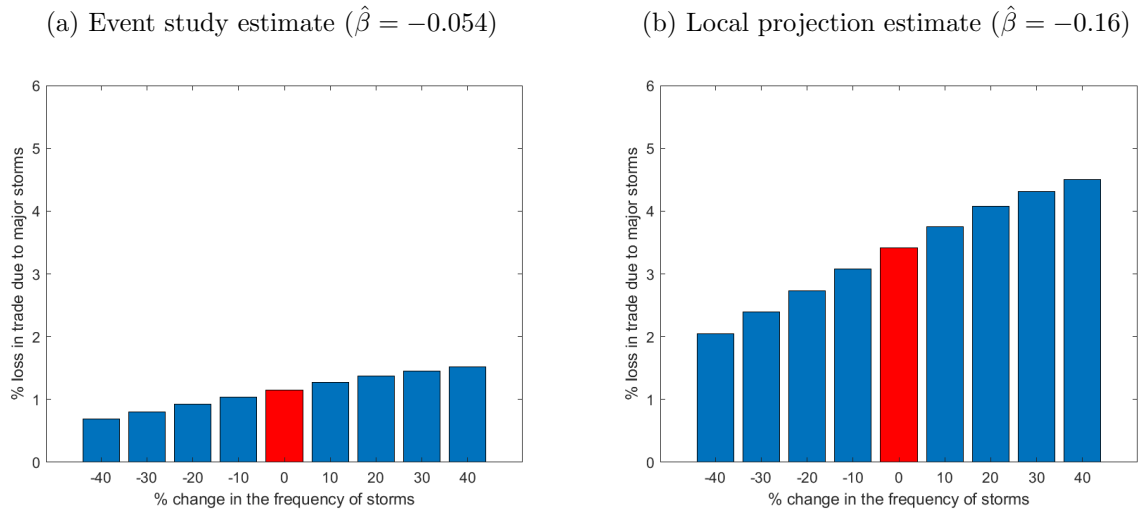 (a) Event study estimate (β̂ = −0.054)
6
5
4
3
2
1
0
% loss in trade due to major storms
-40 -30 -20 -10 0 10 20 30 40
% change in the frequency of storms
(b) Local projection estimate (β̂ = −0.16)
6
5
4
3
2
1
0
% loss in trade due to major storms
-40 -30 -20 -10 0 10 20 30 40
% change in the frequency of storms